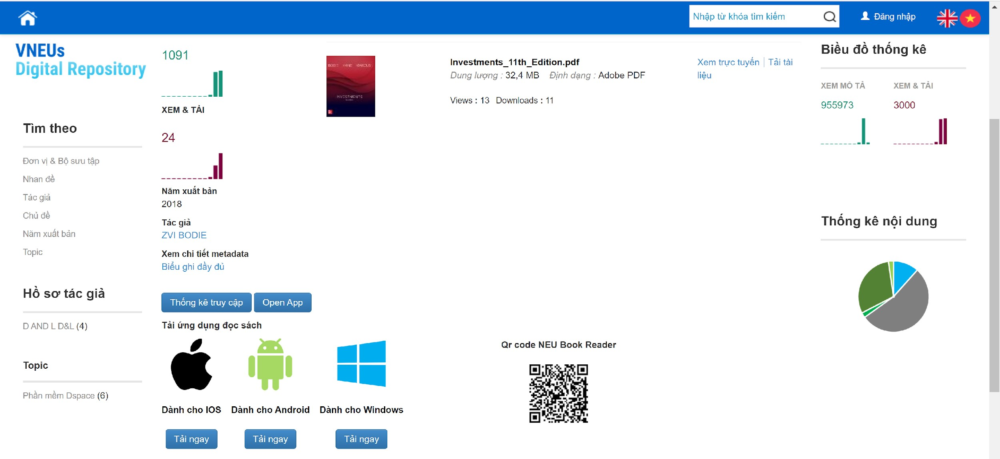 Nhập từ khóa tìm kiếm
Đăng nhập
VNEUs
Digital Repository
Tìm theo
Đơn vị & Bộ sưu tập
Nhan đề
Tác giả
Chủ đề
Năm xuất bản
Topic
Hồ sơ tác giả
D AND L D&L (4)
Topic
Phần mềm Dspace (6)
1091
XEM & TẢI
24
Năm xuất bản
2018
Tác giả
ZVI BODIE
Xem chi tiết metadata
Biểu ghi đầy đủ
Thống kê truy cập
Open App
Tải ứng dụng đọc sách
Dành cho IOS
Dành cho Android
Dành cho Windows
Tải ngay
Tải ngay
Tải ngay
BODIE KANE MARCUS
INVESTMENTS
Investments_11th_Edition.pdf
Dung lượng : 32,4 MB Định dạng : Adobe PDF
Views : 13 Downloads : 11
Xem trực tuyến | Tải tài
liệu
Qr code NEU Book Reader
Biểu đồ thống kê
XEM MÔ TẢ
XEM & TẢI
955973
3000
Thống kê nội dung